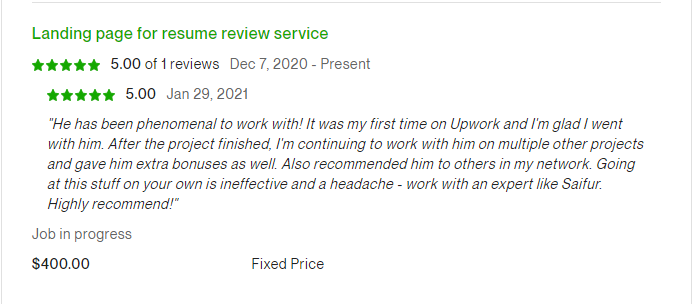 Landing page for resume review service
5.00 of 1 reviews Dec 7, 2020 - Present
5.00 Jan 29, 2021
"He has been phenomenal to work with! It was my first time on Upwork and I'm glad I went
with him. After the project finished, I'm continuing to work with him on multiple other projects
and gave him extra bonuses as well. Also recommended him to others in my network. Going
at this stuff on your own is ineffective and a headache - work with an expert like Saifur.
Highly recommend!"
Job in progress
$400.00 Fixed Price